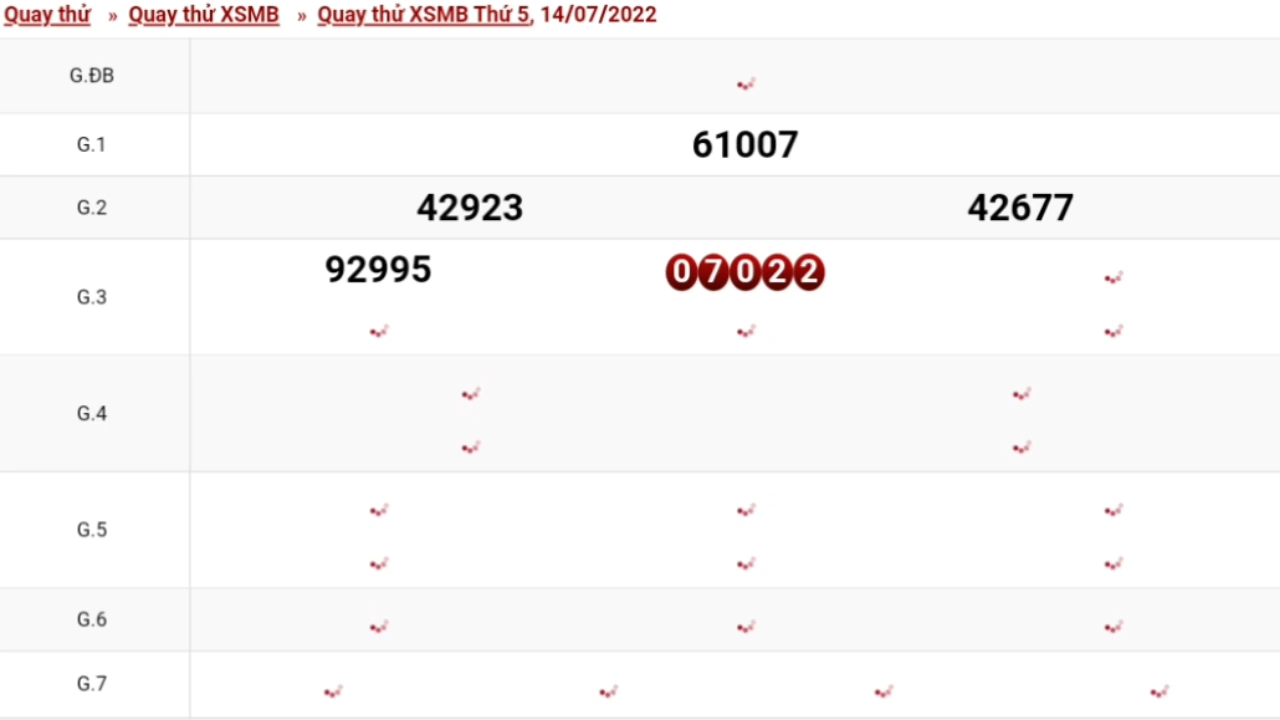 Quay thử » Quay thử XSMB » Quay thử XSMB Thứ 5, 14/07/2022
G.ĐB
G.1 61007
G.2 42923 42677
G.3 92995 07022
G.4
G.5
G.6
G.7